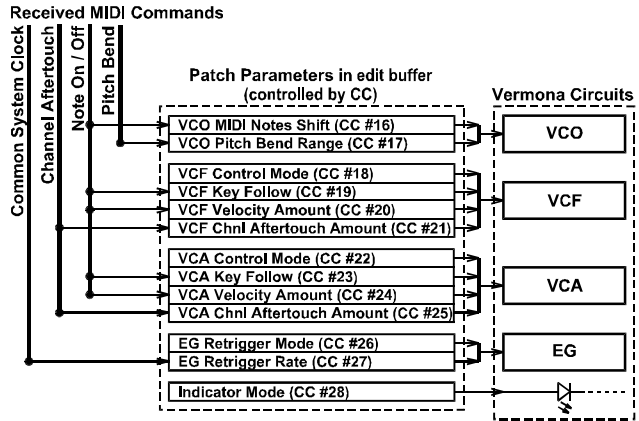 Received MIDI Commands
Common System Clock
Channel Aftertouch
Note On / Off
Pitch Bend
Patch Parameters in edit buffer
(controlled by CC)
Vermona Circuits
VCO MIDI Notes Shift (CC #16)
VCO Pitch Bend Range (CC #17)
VCO
VCF Control Mode (CC #18)
VCF Key Follow (CC #19)
VCF Velocity Amount (CC #20)
VCF Chnl Aftertouch Amount (CC #21)
VCF
VCA Control Mode (CC #22)
VCA Key Follow (CC #23)
VCA Velocity Amount (CC #24)
VCA Chnl Aftertouch Amount (CC #25)
VCA
EG Retrigger Mode (CC #26)
EG Retrigger Rate (CC #27)
EG
Indicator Mode (CC #28)